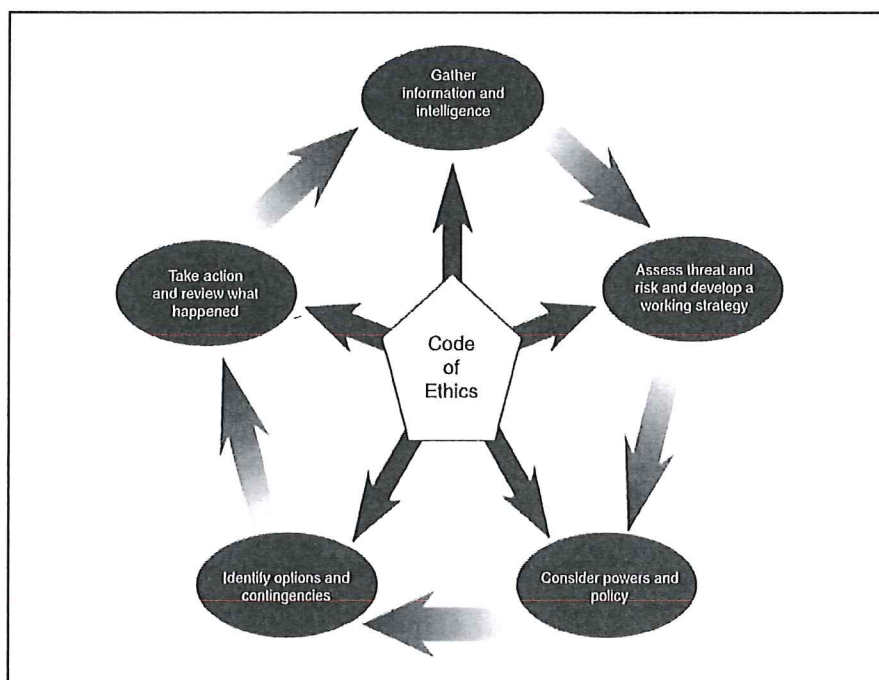 Gather
information and
intelligence
Assess threat and
risk and develop a
working strategy
Consider powers and
policy
Identify options and
contingencies
Take action
and review what
happened
Code
of
Ethics